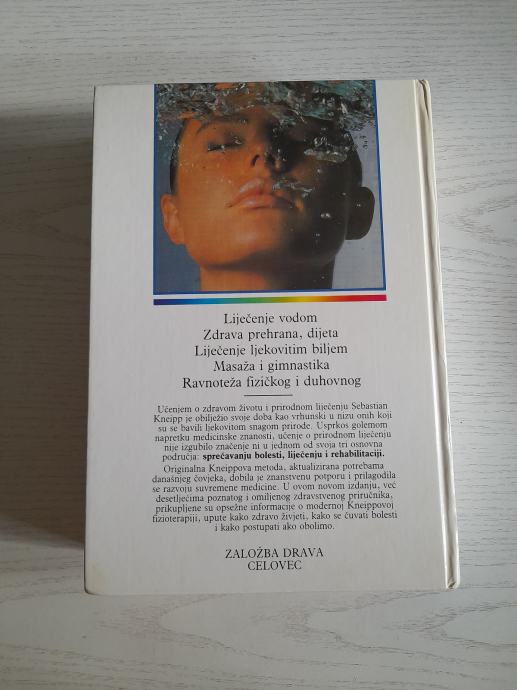 Liječenje vodom
Zdrava prehrana, dijeta
Liječenje ljekovitim biljem
Masaža i gimnastika
Ravnoteža fizičkog i duhovnog
Učenjem o zdravom životu i prirodnom liječenju Sebastian
Kneipp je obilježio svoje doba kao vrhunski u nizu onih koji
su se bavili ljekovitom snagom prirode. Usprkos golemom
napretku medicinske znanosti, učenje o prirodnom liječenju
nije izgubilo značenje ni u jednom od svoja tri osnovna
područja: sprečavanju bolesti, liječenju i rehabilitaciji.
Originalna Kneippova metoda, aktualizirana potrebama
današnjeg čovjeka, dobila je znanstvenu potporu i prilagodila
se razvoju suvremene medicine. U ovom novom izdanju, već
desetljećima poznatog i omiljenog zdravstvenog priručnika,
prikupljene su opsežne informacije o modernoj Kneippovoj
fizioterapiji, upute kako zdravo živjeti, kako se čuvati bolesti
i kako postupati ako obolimo.
ZALOŽBA DRAVA
CELOVEC